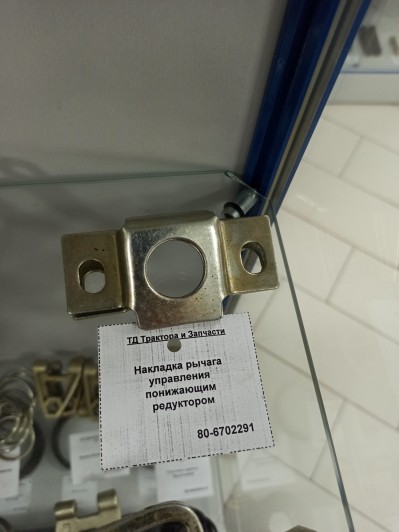 ТД Трактора и Запчасти
Накладка рычага
управления
понижающим
редуктором
80-6702291